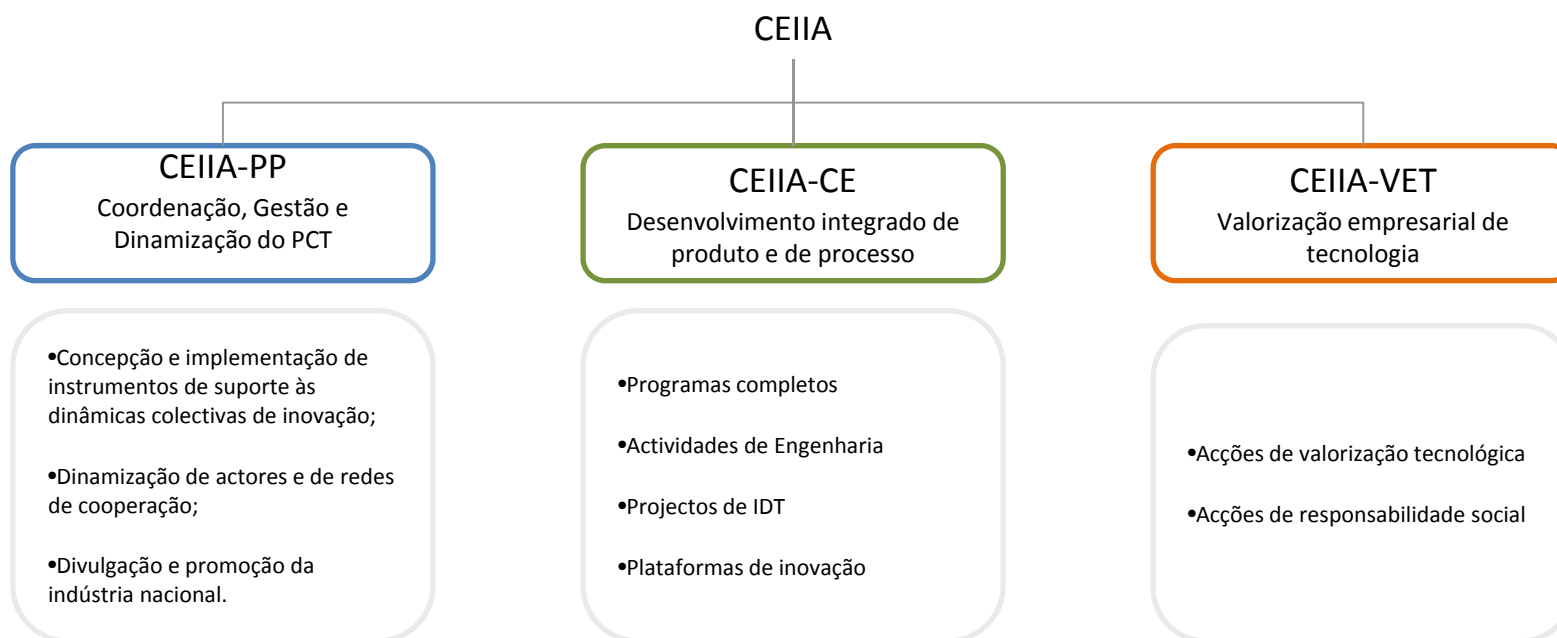 CEIIA
CEIIA-PP
Coordenação, Gestão e
Dinamização do PCT
CEIIA-CE
Desenvolvimento integrado de
produto e de processo
CEIIA-VET
Valorização empresarial de
tecnologia
•Concepção e implementação de
instrumentos de suporte às
dinâmicas colectivas de inovação;
•Dinamização de actores e de redes
de cooperação;
•Divulgação e promoção da
indústria nacional.
•Programas completos
•Actividades de Engenharia
•Projectos de IDT
•Plataformas de inovação
•Acções de valorização tecnológica
•Acções de responsabilidade social